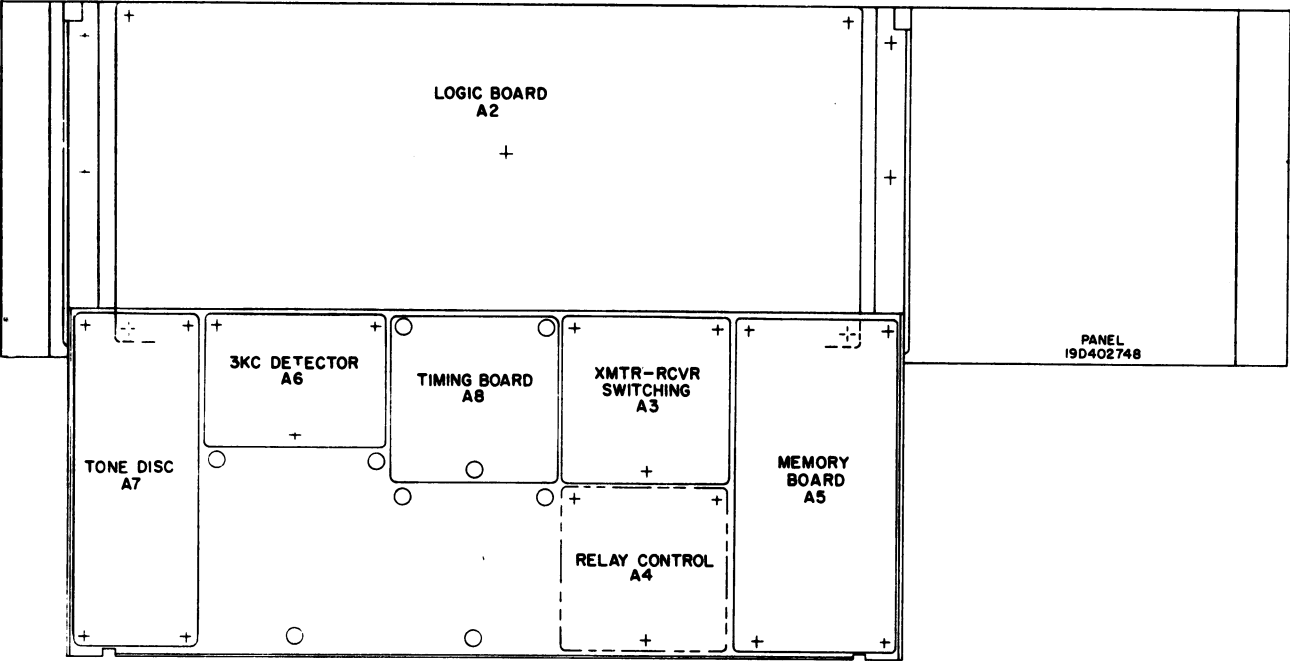 LOGIC BOARD
A2
PANEL
19D402748
3KC DETECTOR
A6
TIMING BOARD
A8
XMTR-RCVR
SWITCHING
A3
TONE DISC
A7
MEMORY
BOARD
A5
RELAY CONTROL
A4